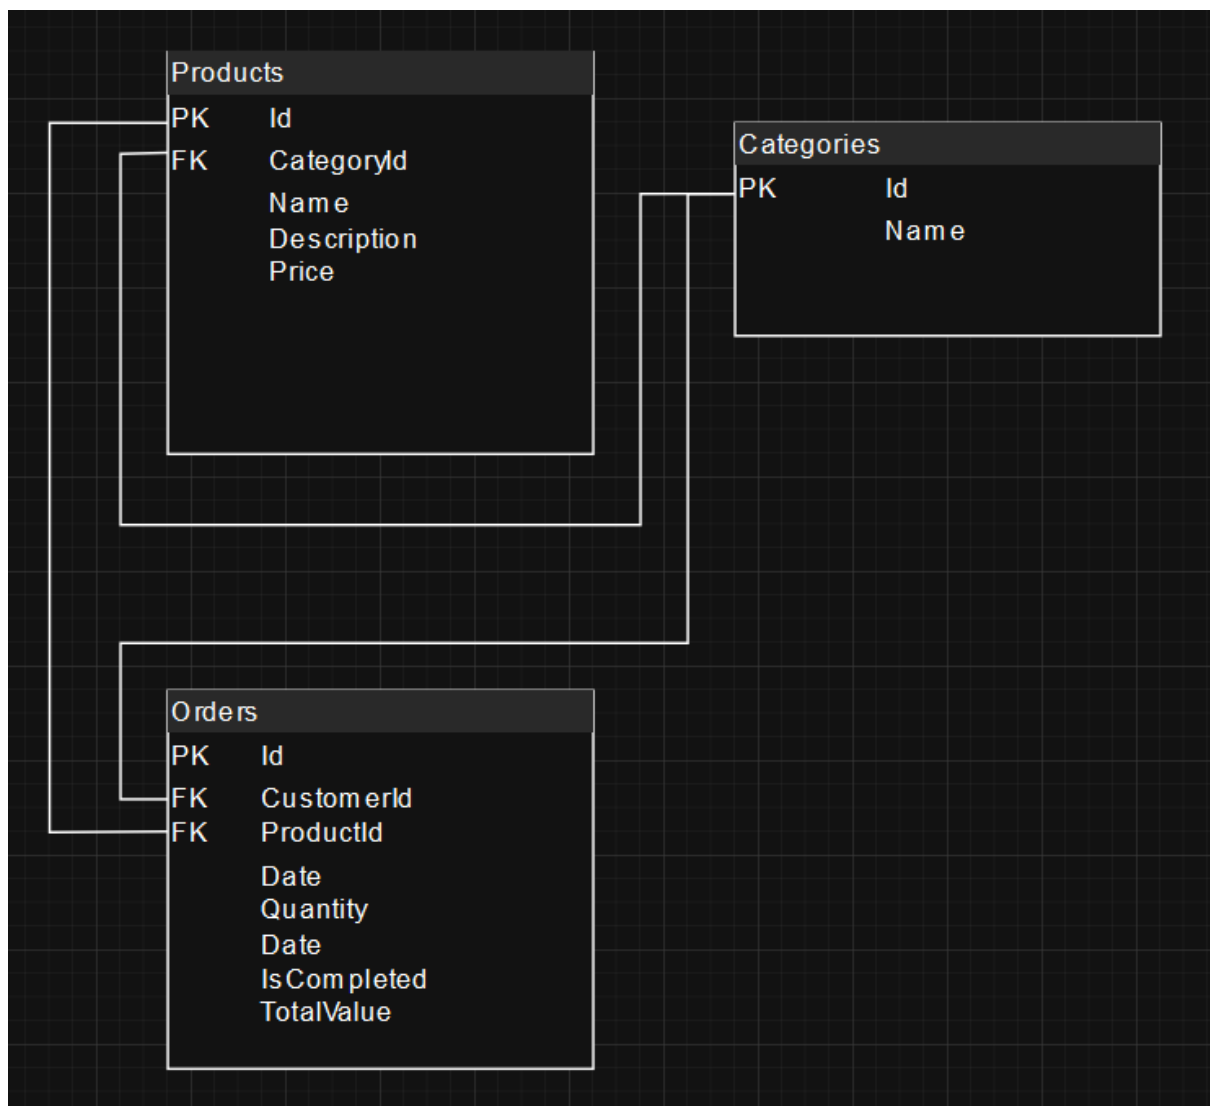 Products
PK Id
FK CategoryId
Name
Description
Price
Categories
PK Id
Name
Orders
PK Id
FK CustomerId
FK ProductId
Date
Quantity
Date
IsCompleted
TotalValue